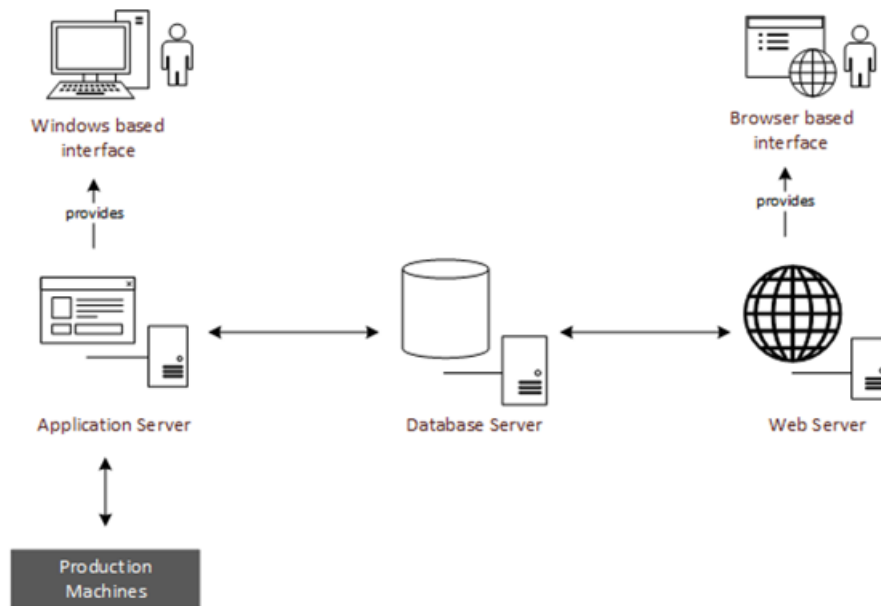 Windows based
interface
Browser based
interface
provides
provides
Application Server
Database Server
Web Server
Production
Machines